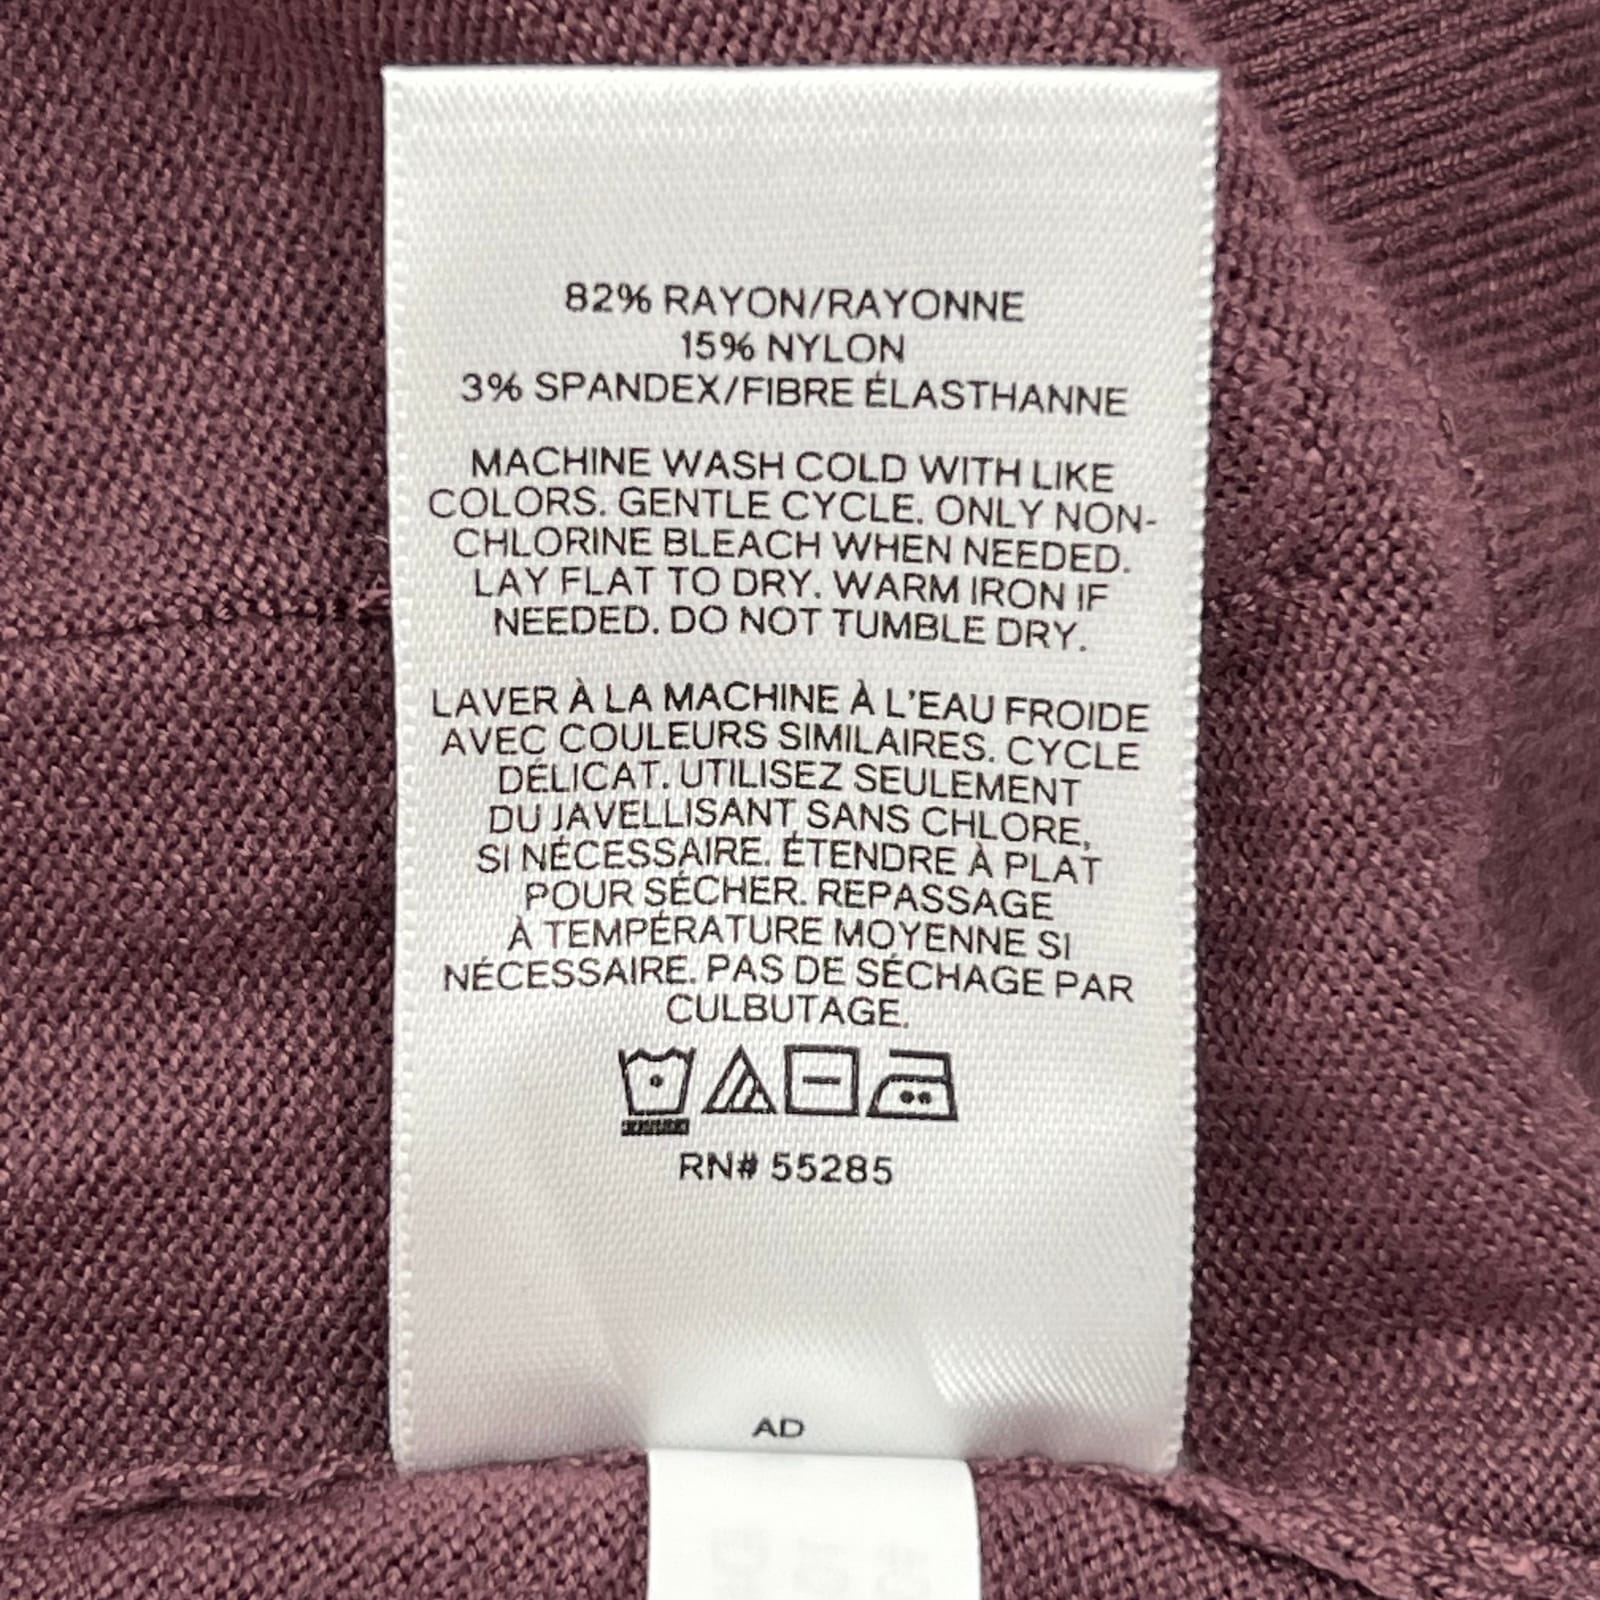 82% RAYON/RAYONNE
15% NYLON
3% SPANDEX/FIBRE ÉLASTHANNE
MACHINE WASH COLD WITH LIKE
COLORS. GENTLE CYCLE. ONLY NON-
CHLORINE BLEACH WHEN NEEDED.
LAY FLAT TO DRY. WARM IRON IF
NEEDED. DO NOT TUMBLE DRY.
LAVER À LA MACHINE À L'EAU FROIDE
AVEC COULEURS SIMILAIRES. CYCLE
DÉLICAT. UTILISEZ SEULEMENT
DU JAVELLISANT SANS CHLORE,
SI NÉCESSAIRE. ÉTENDRE À PLAT
POUR SÉCHER. REPASSAGE
À TEMPÉRATURE MOYENNE SI
NÉCESSAIRE. PAS DE SÉCHAGE PAR
CULBUTAGE.
RN# 55285
AD